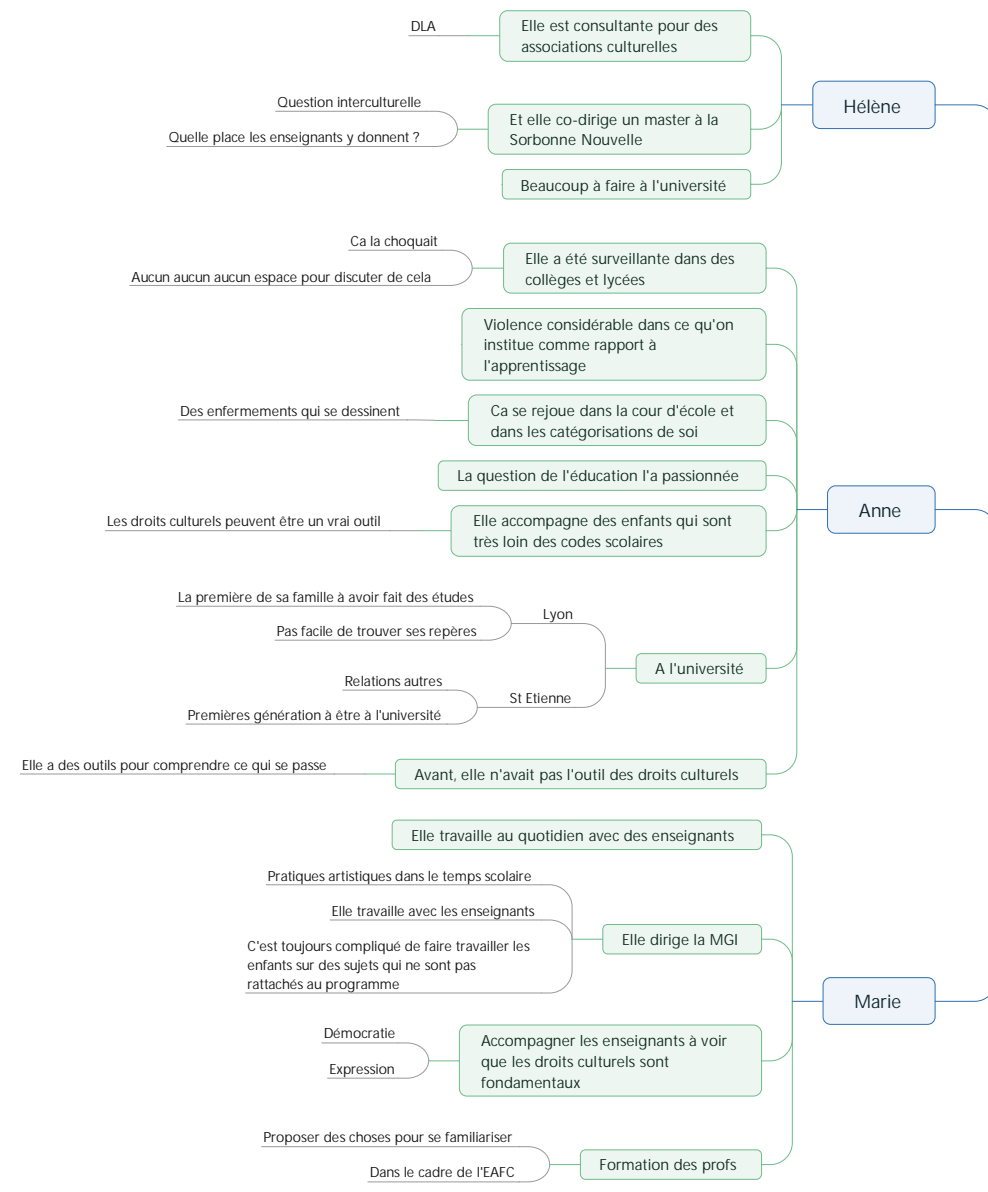 Hélène
Elle est consultante pour des
associations culturelles
DLA
Et elle co-dirige un master à la
Sorbonne Nouvelle
Question interculturelle
Quelle place les enseignants y donnent ?
Beaucoup à faire à l'université
Anne
Elle a été surveillante dans des
collèges et lycées
Ca la choquait
Aucun aucun aucun espace pour discuter de cela
Violence considérable dans ce qu'on
institue comme rapport à
l'apprentissage
Ca se rejoue dans la cour d'école et
dans les catégorisations de soi
Des enfermements qui se dessinent
La question de l'éducation l'a passionnée
Elle accompagne des enfants qui sont
très loin des codes scolaires
Les droits culturels peuvent être un vrai outil
A l'université
Lyon
La première de sa famille à avoir fait des études
Pas facile de trouver ses repères
St Etienne
Relations autres
Premières génération à être à l'université
Avant, elle n'avait pas l'outil des droits culturels
Elle a des outils pour comprendre ce qui se passe
Marie
Elle travaille au quotidien avec des enseignants
Elle dirige la MGI
Pratiques artistiques dans le temps scolaire
Elle travaille avec les enseignants
C'est toujours compliqué de faire travailler les
enfants sur des sujets qui ne sont pas
rattachés au programme
Accompagner les enseignants à voir
que les droits culturels sont
fondamentaux
Démocratie
Expression
Formation des profs
Proposer des choses pour se familiariser
Dans le cadre de l'EAFC